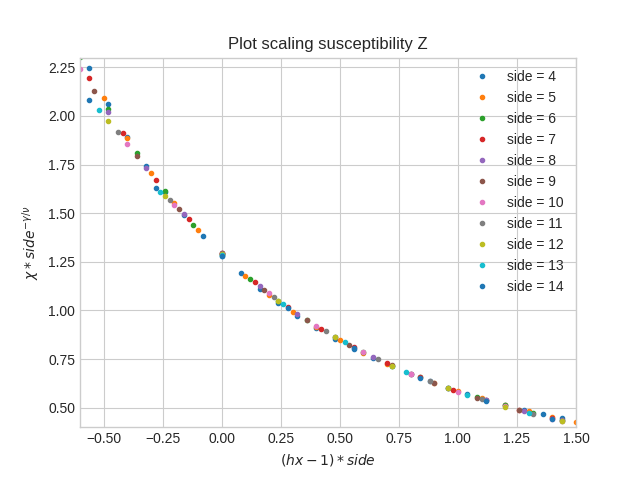 Plot scaling susceptibility Z
2.25
2.00
1.75
1.50
1.25
1.00
0.75
0.50
χ * side^{−γ/ν}
side = 4
side = 5
side = 6
side = 7
side = 8
side = 9
side = 10
side = 11
side = 12
side = 13
side = 14
−0.50 −0.25 0.00 0.25 0.50 0.75 1.00 1.25 1.50
(hx − 1) * side